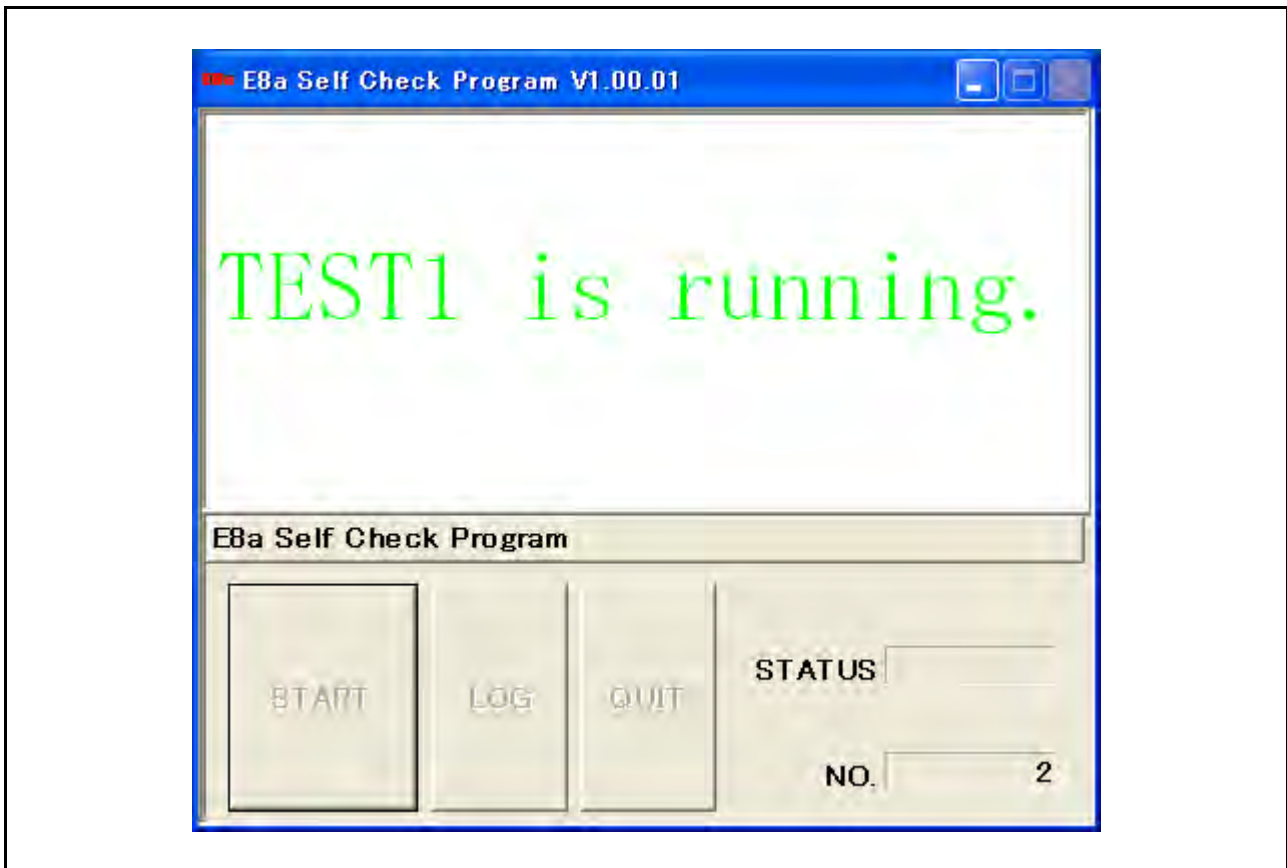 E8a Self Check Program V1.00.01
TEST1 is running.
E8a Self Check Program
START LOG QUIT
STATUS
NO. 2